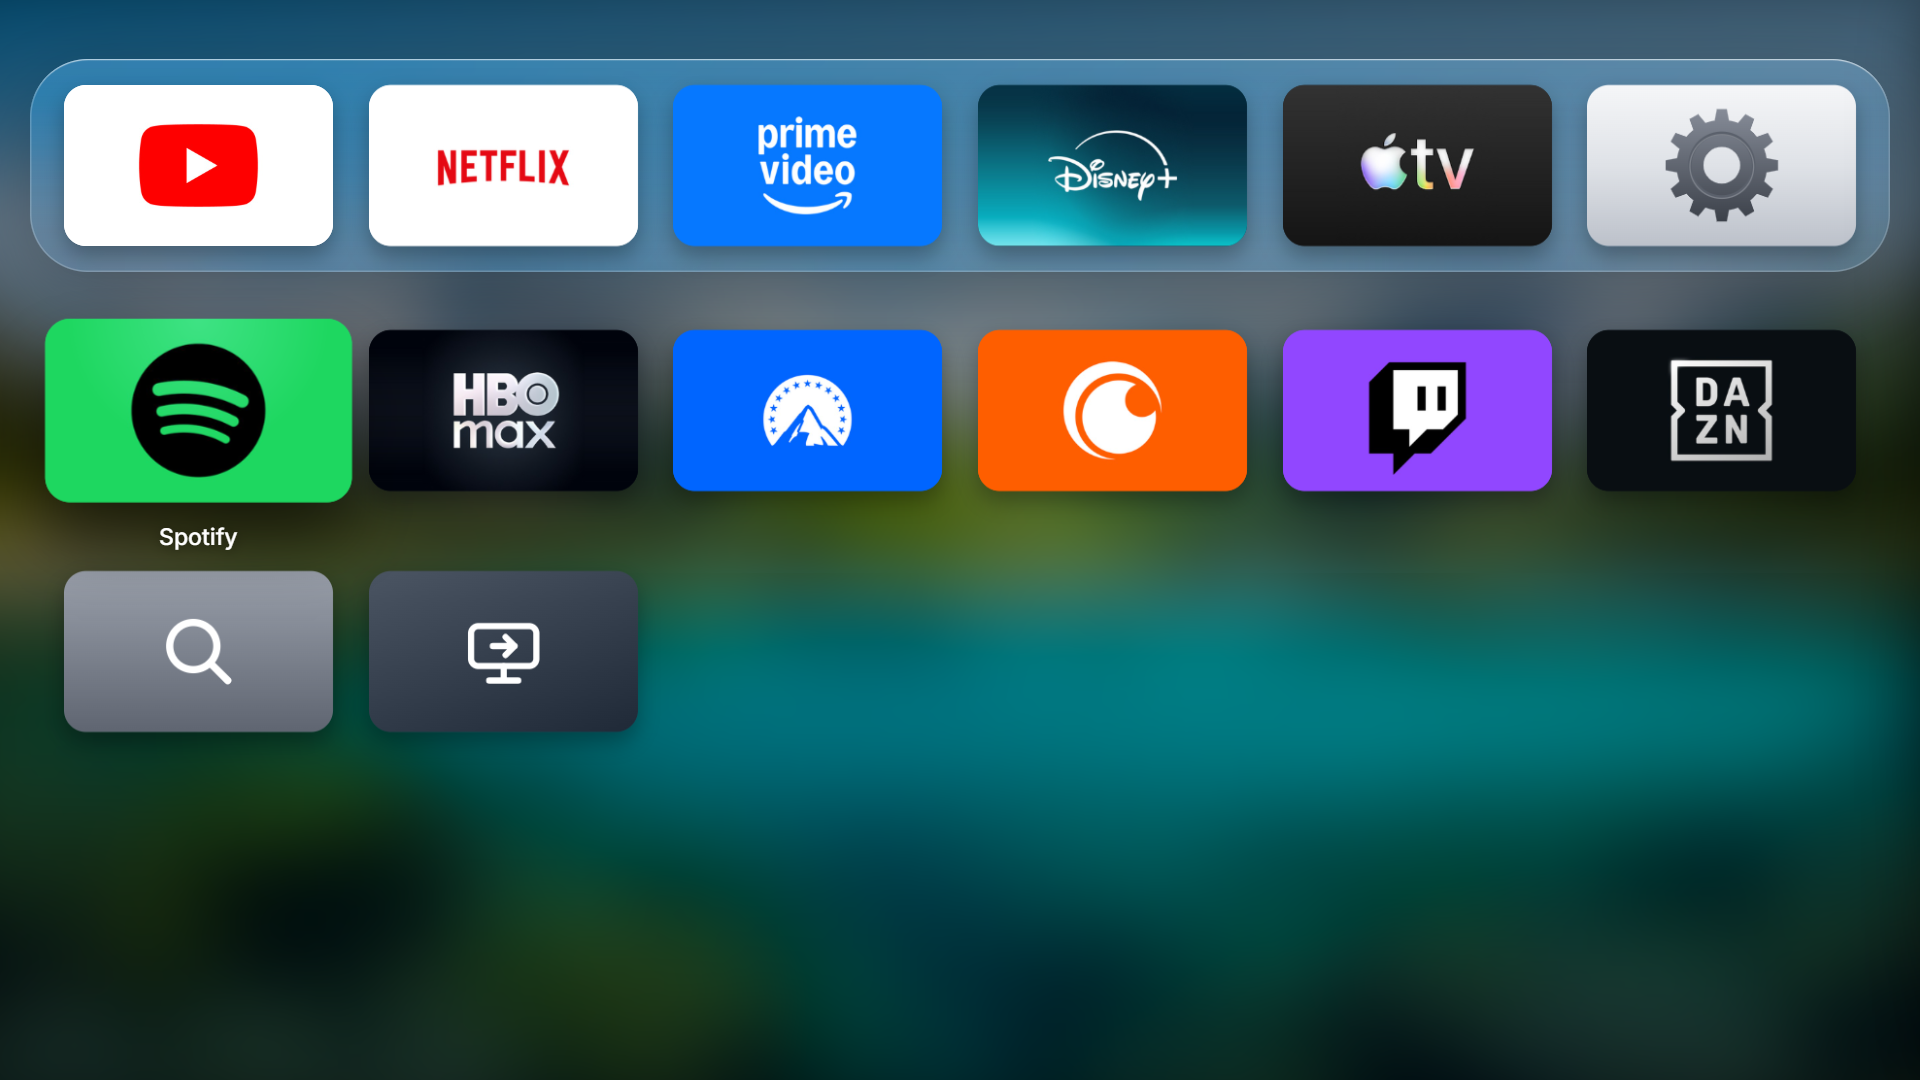 NETFLIX
prime
video
Disney+
tv
HBO
max
DA
ZN
Spotify